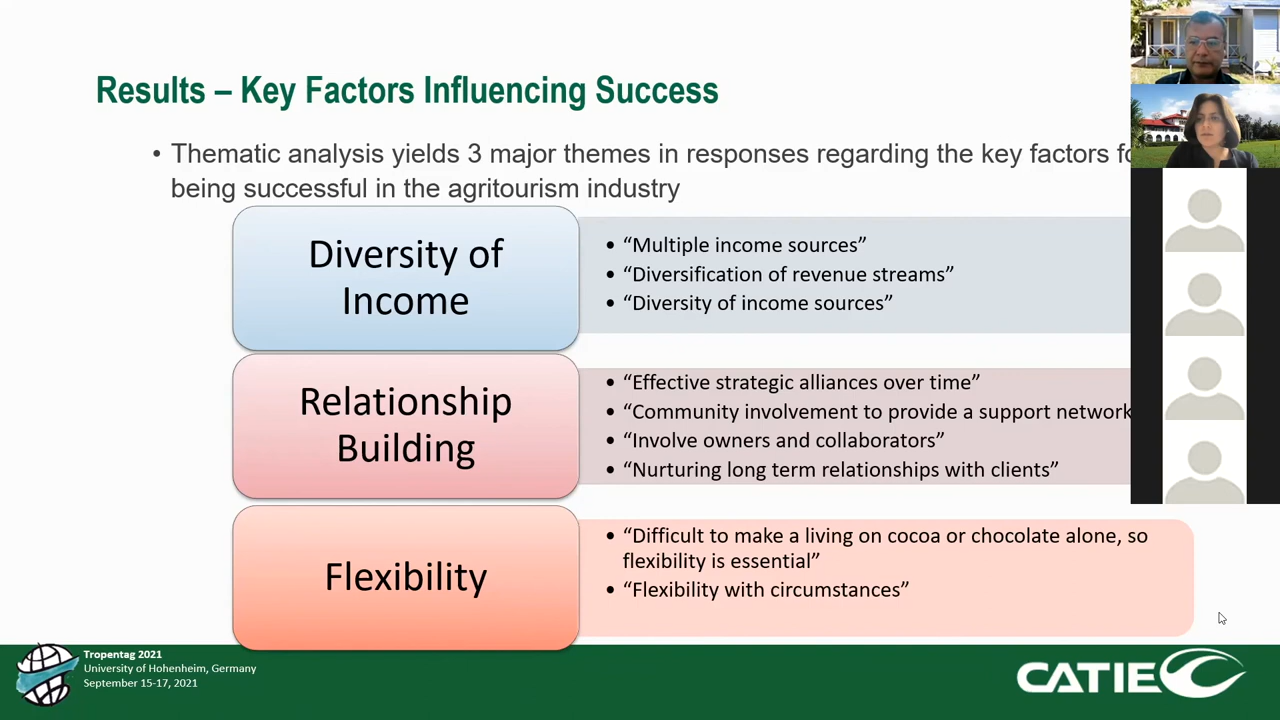 Results – Key Factors Influencing Success
• Thematic analysis yields 3 major themes in responses regarding the key factors
being successful in the agritourism industry
Diversity of
Income
• “Multiple income sources”
• “Diversification of revenue streams”
• “Diversity of income sources”
Relationship
Building
• “Effective strategic alliances over time”
• “Community involvement to provide a support network
• “Involve owners and collaborators”
• “Nurturing long term relationships with clients”
Flexibility
• “Difficult to make a living on cocoa or chocolate alone, so
flexibility is essential”
• “Flexibility with circumstances”
Tropentag 2021
University of Hohenheim, Germany
September 15-17, 2021
CATIE